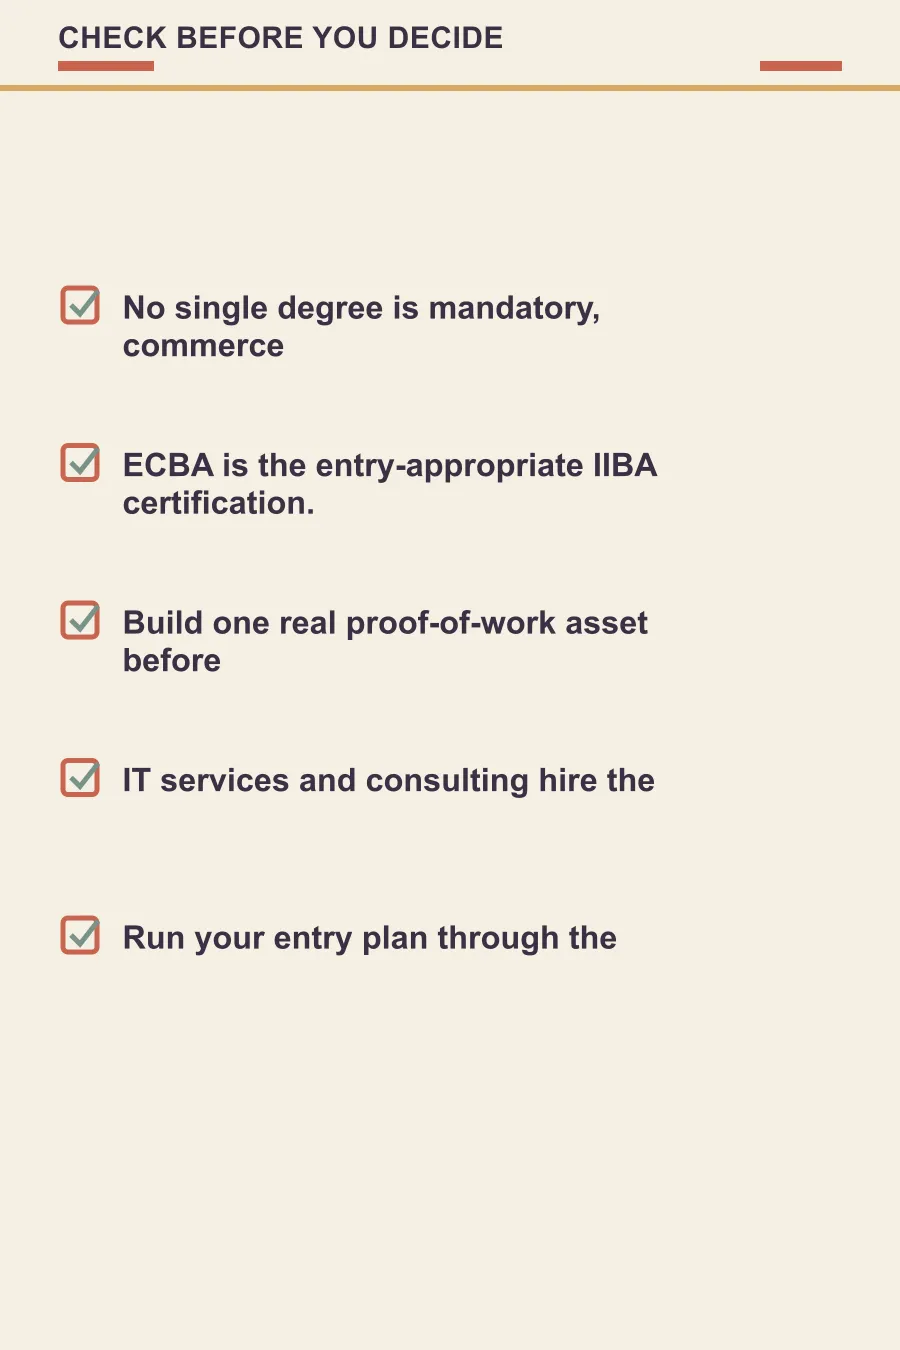 CHECK BEFORE YOU DECIDE
No single degree is mandatory,
commerce
ECBA is the entry-appropriate IIBA
certification.
Build one real proof-of-work asset
before
IT services and consulting hire the
Run your entry plan through the